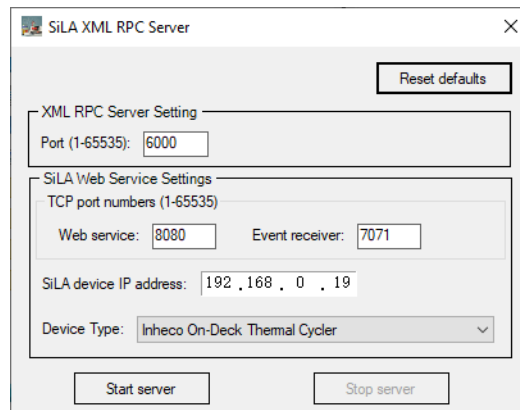 SiLA XML RPC Server
Reset defaults
XML RPC Server Setting
Port (1-65535): 6000
SiLA Web Service Settings
TCP port numbers (1-65535)
Web service: 8080 Event receiver: 7071
SiLA device IP address: 192 . 168 . 0 . 19
Device Type: Inheco On-Deck Thermal Cycler
Start server Stop server